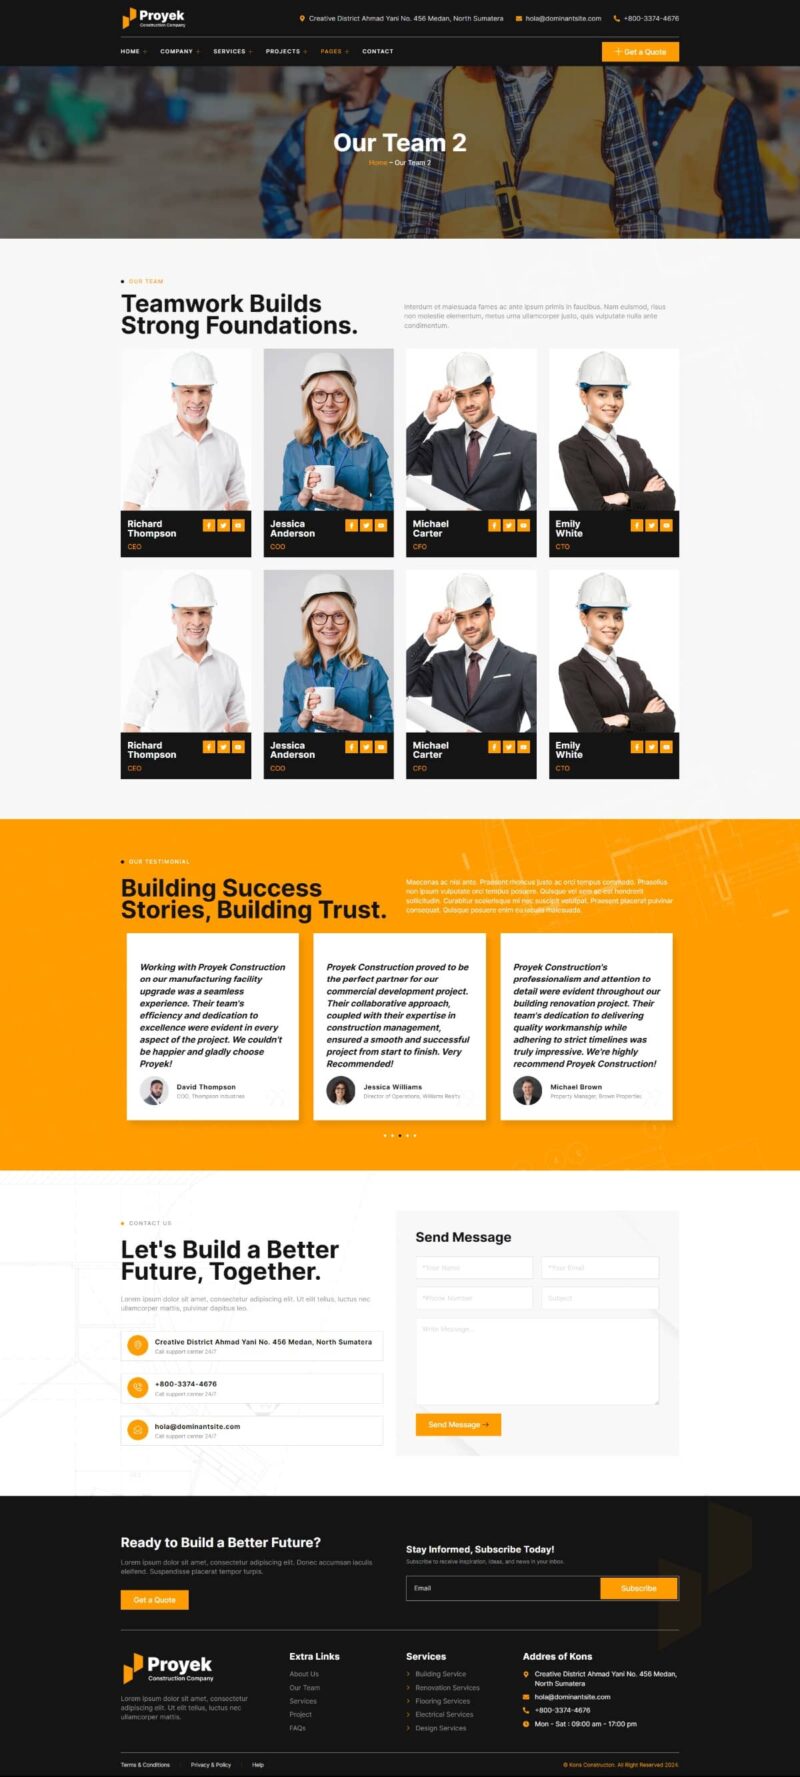 Proyek
Construction Company
Creative District Ahmad Yani No. 456 Medan, North Sumatera
hola@dominantsite.com
+800-3374-4676
HOME +
COMPANY +
SERVICES +
PROJECTS +
PAGES +
CONTACT
+ Get a Quote
Our Team 2
Home – Our Team 2
OUR TEAM
Teamwork Builds
Strong Foundations.
Interdum et malesuada fames ac ante ipsum primis in faucibus. Nam euismod, risus
non molestie elementum, metus urna ullamcorper justo, quis vulputate nulla ante
condimentum.
Richard
Thompson
CEO
Jessica
Anderson
COO
Michael
Carter
CFO
Emily
White
CTO
Richard
Thompson
CEO
Jessica
Anderson
COO
Michael
Carter
CFO
Emily
White
CTO
OUR TESTIMONIAL
Building Success
Stories, Building Trust.
Maecenas ac nisl ante. Praesent rhoncus justo ac orci tempus commodo. Phasellus
non ipsum vulputate orci tempus posuere. Quisque vel sem ac est hendrerit
sollicitudin. Curabitur scelerisque mi nec suscipit volutpat. Praesent placerat pulvinar
consequat. Quisque posuere enim eu iaculis malesuada.
Working with Proyek Construction
on our manufacturing facility
upgrade was a seamless
experience. Their team's
efficiency and dedication to
excellence were evident in every
aspect of the project. We couldn't
be happier and gladly choose
Proyek!
David Thompson
COO, Thompson Industries
Proyek Construction proved to be
the perfect partner for our
commercial development project.
Their collaborative approach,
coupled with their expertise in
construction management,
ensured a smooth and successful
project from start to finish. Very
Recommended!
Jessica Williams
Director of Operations, Williams Realty
Proyek Construction's
professionalism and attention to
detail were evident throughout our
building renovation project. Their
team's dedication to delivering
quality workmanship while
adhering to strict timelines was
truly impressive. We're highly
recommend Proyek Construction!
Michael Brown
Property Manager, Brown Properties
CONTACT US
Let's Build a Better
Future, Together.
Lorem ipsum dolor sit amet, consectetur adipiscing elit. Ut elit tellus, luctus nec
ullamcorper mattis, pulvinar dapibus leo.
Creative District Ahmad Yani No. 456 Medan, North Sumatera
Call support center 24/7
+800-3374-4676
Call support center 24/7
hola@dominantsite.com
Call support center 24/7
Send Message
*Your Name
*Your Email
*Phone Number
Subject
Write Message...
Send Message →
Ready to Build a Better Future?
Lorem ipsum dolor sit amet, consectetur adipiscing elit. Donec accumsan iaculis
eleifend. Suspendisse placerat tempor turpis.
Get a Quote
Stay Informed, Subscribe Today!
Subscribe to receive inspiration, ideas, and news in your inbox.
Email
Subscribe
Proyek
Construction Company
Lorem ipsum dolor sit amet, consectetur
adipiscing elit. Ut elit tellus, luctus nec
ullamcorper mattis.
Extra Links
About Us
Our Team
Services
Project
FAQs
Services
Building Service
Renovation Services
Flooring Services
Electrical Services
Design Services
Addres of Kons
Creative District Ahmad Yani No. 456 Medan,
North Sumatera
hola@dominantsite.com
+800-3374-4676
Mon - Sat : 09:00 am - 17:00 pm
Terms & Conditions
Privacy & Policy
Help
© Kons Construction. All Right Reserved 2024.